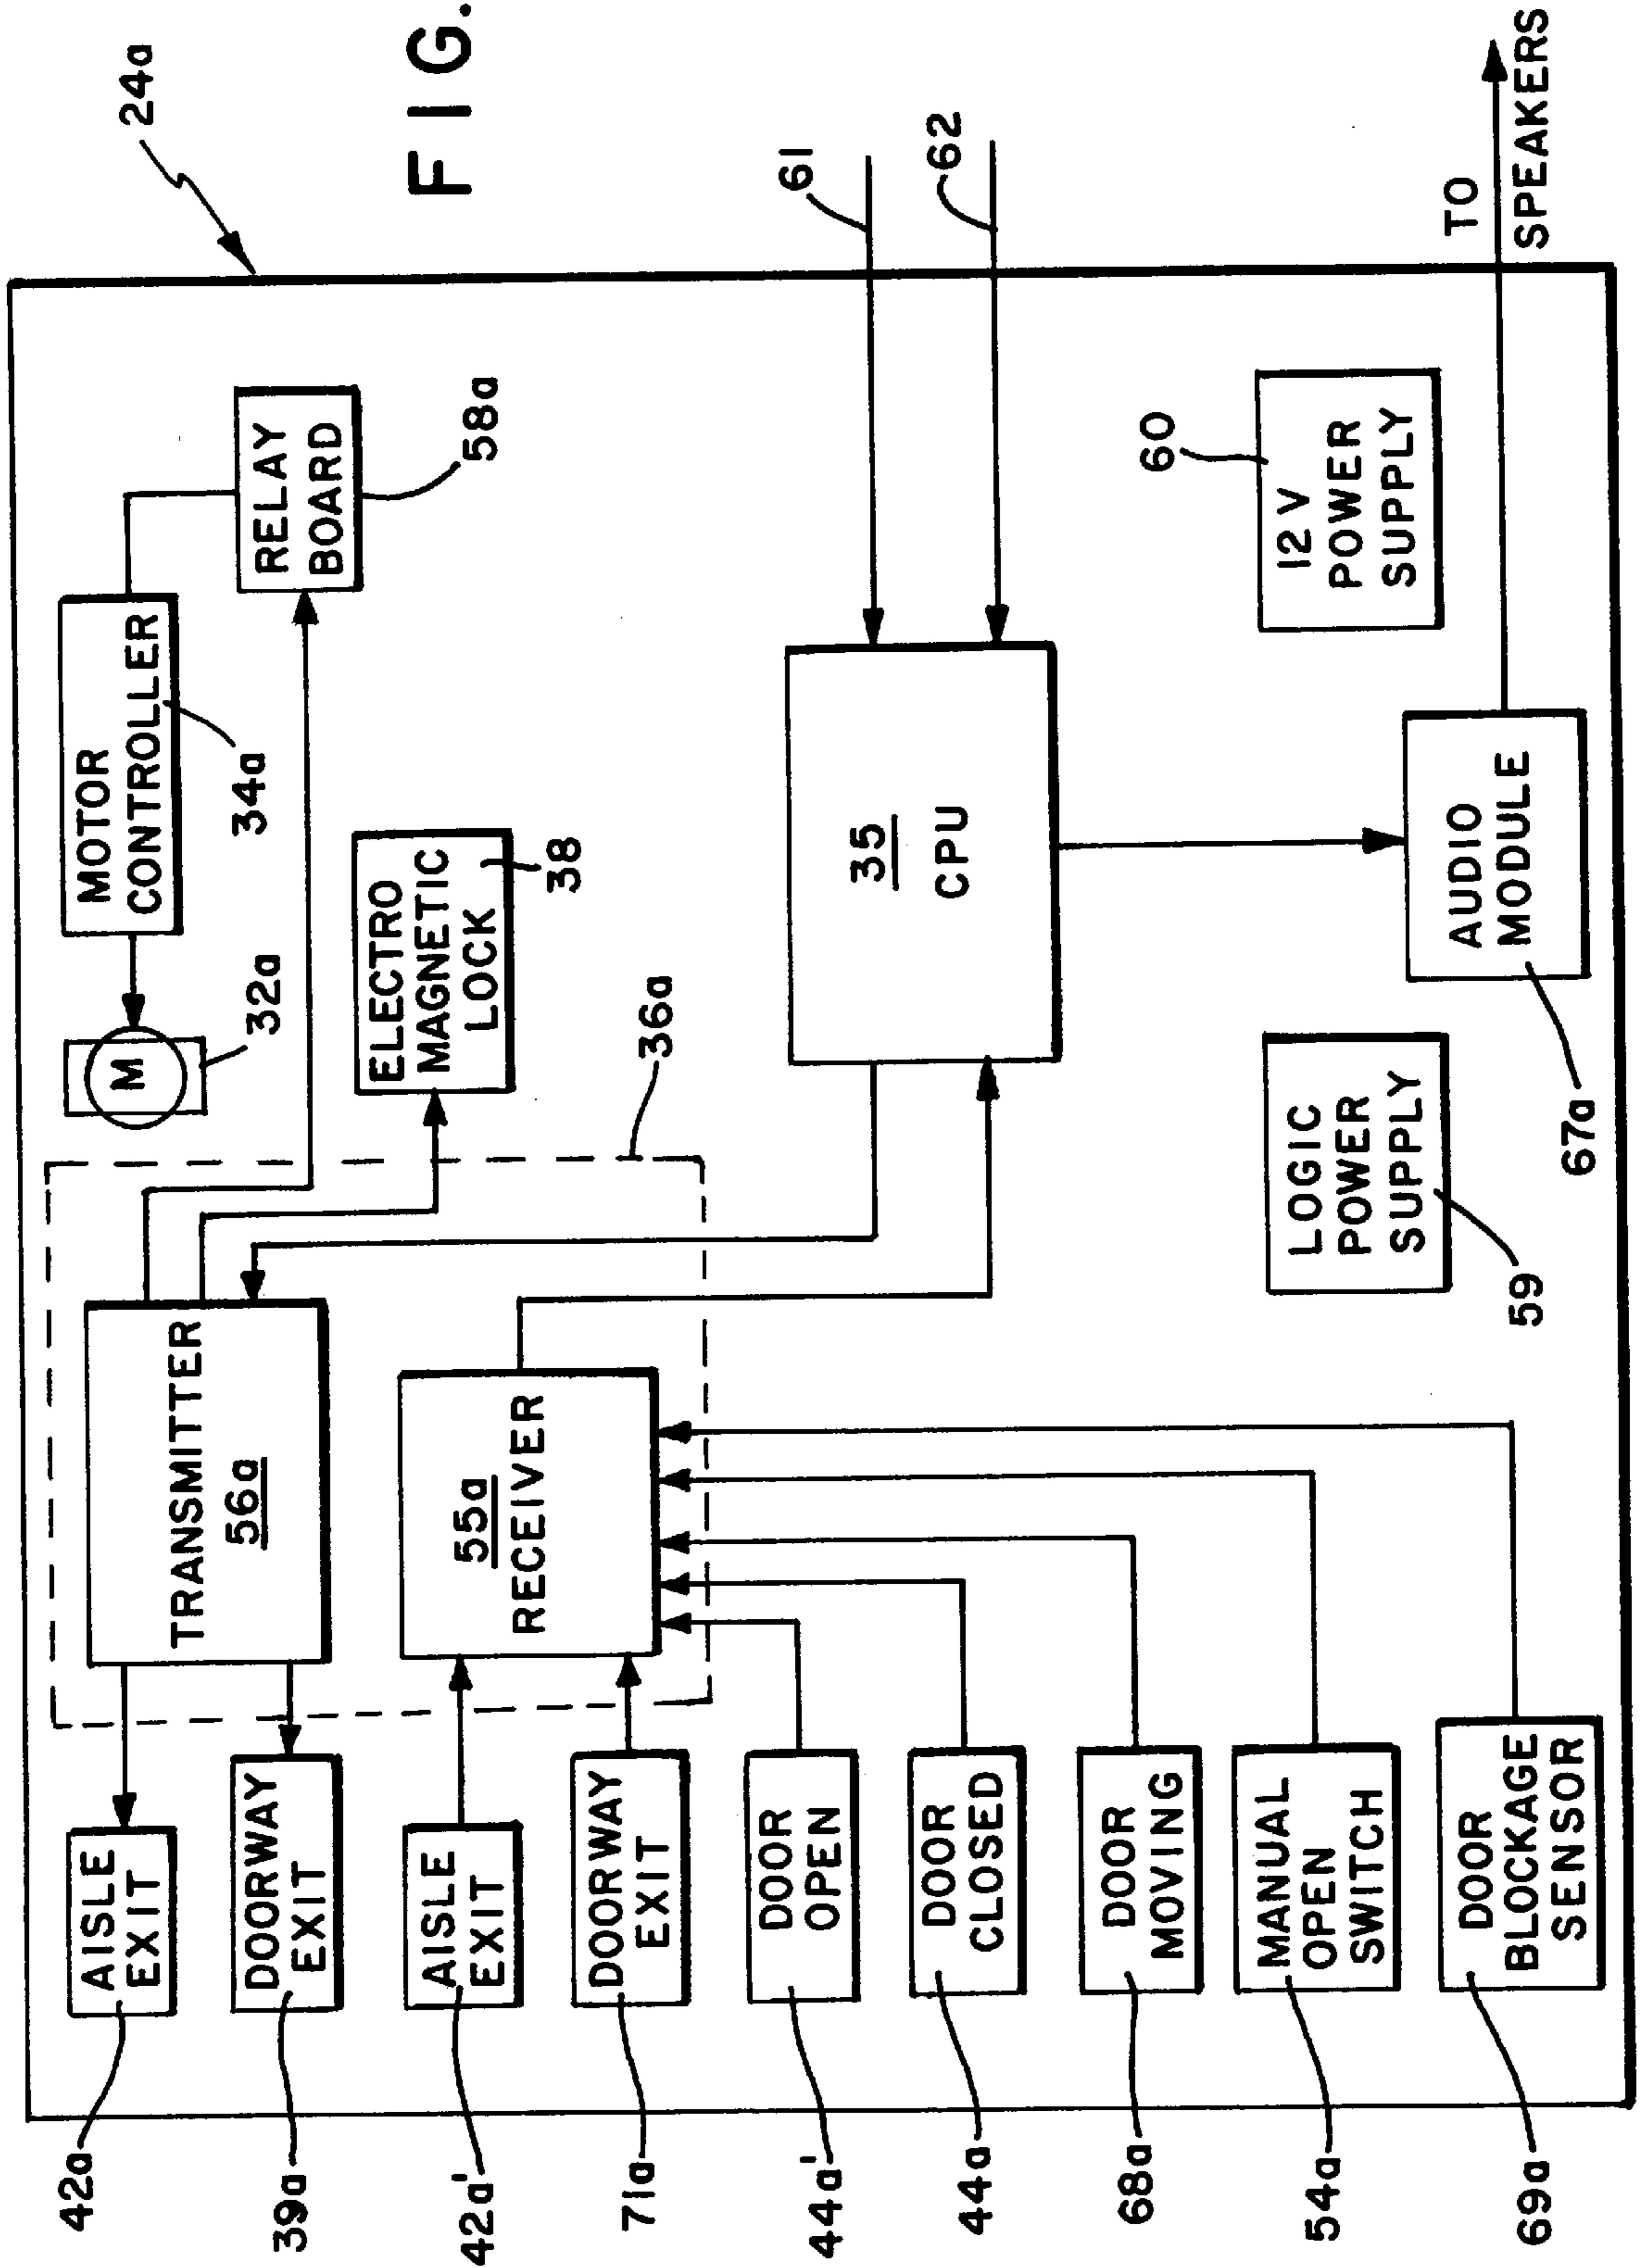 FIG.
24a
42a
AISLE
EXIT
39a
DOORWAY
EXIT
42a'
AISLE
EXIT
71a
DOORWAY
EXIT
44a'
DOOR
OPEN
44a
DOOR
CLOSED
68a
DOOR
MOVING
54a
MANUAL
OPEN
SWITCH
69a
DOOR
BLOCKAGE
SENSOR
TRANSMITTER
56a
55a
RECEIVER
36a
M
32a
MOTOR
CONTROLLER
34a
RELAY
BOARD
58a
ELECTRO
MAGNETIC
LOCK
38
35
CPU
61
62
LOGIC
POWER
SUPPLY
59
12 V
POWER
SUPPLY
60
AUDIO
MODULE
67a
TO
SPEAKERS